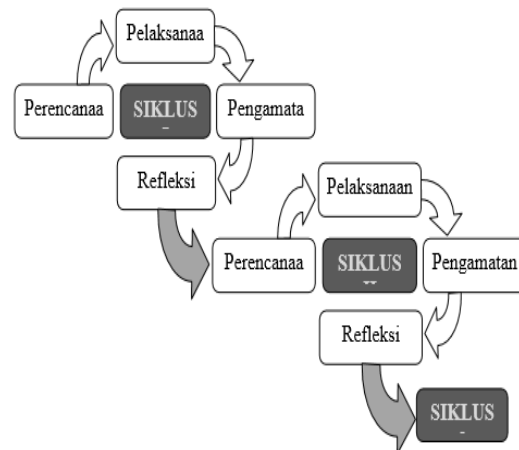 Pelaksanaa
Perencanaa
SIKLUS
Pengamata
Refleksi
Pelaksanaan
Perencanaa
SIKLUS
Pengamatan
Refleksi
SIKLUS